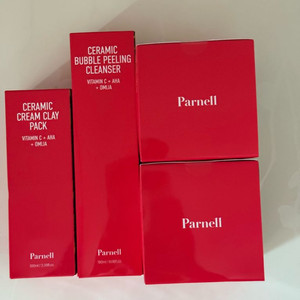 CERAMIC
CREAM CLAY
PACK
VITAMIN C + AHA
+ OMIJA
Parnell
CERAMIC
BUBBLE PEELING
CLEANSER
VITAMIN C + AHA
+ OMIJA
Parnell
Parnell
Parnell